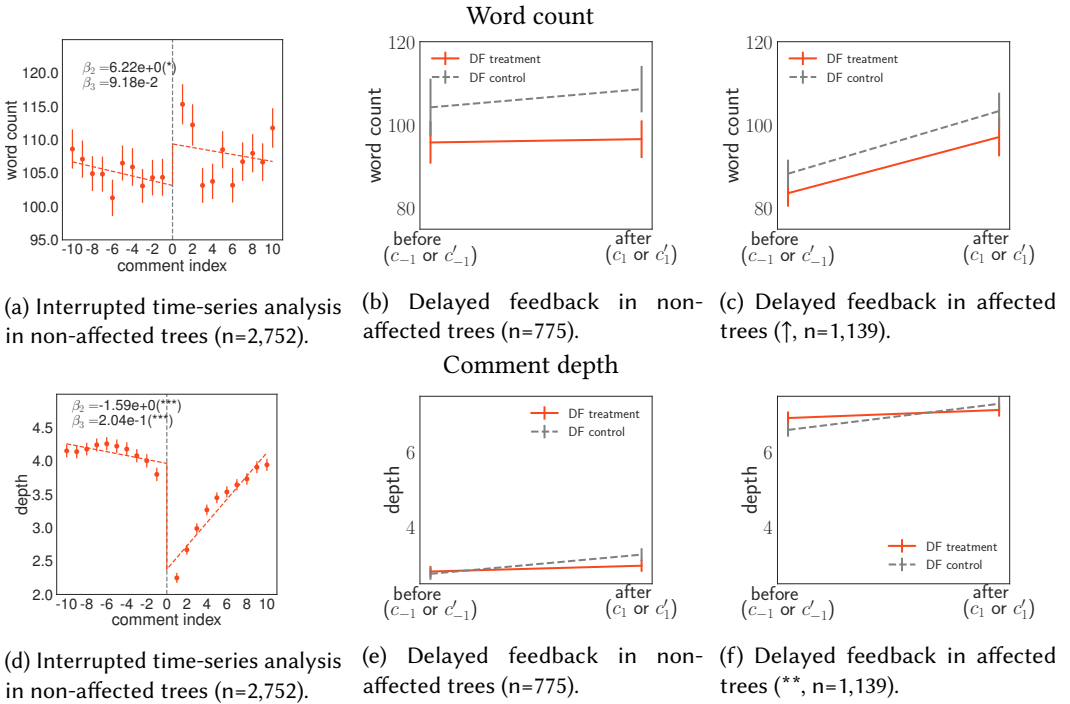 Word count
β₂ =6.22e+0(*)
β₃ =9.18e-2
word count
120.0
115.0
110.0
105.0
100.0
95.0
-10 -8 -6 -4 -2 0 2 4 6 8 10
comment index
(a) Interrupted time-series analysis
in non-affected trees (n=2,752).
DF treatment
DF control
word count
120
100
80
before after
(c₋₁ or c′₋₁) (c₁ or c′₁)
(b) Delayed feedback in non-
affected trees (n=775).
DF treatment
DF control
word count
120
100
80
before after
(c₋₁ or c′₋₁) (c₁ or c′₁)
(c) Delayed feedback in affected
trees (↑, n=1,139).
Comment depth
β₂ =-1.59e+0(***)
β₃ =2.04e-1(***)
depth
4.5
4.0
3.5
3.0
2.5
2.0
-10 -8 -6 -4 -2 0 2 4 6 8 10
comment index
(d) Interrupted time-series analysis
in non-affected trees (n=2,752).
DF treatment
DF control
depth
6
4
before after
(c₋₁ or c′₋₁) (c₁ or c′₁)
(e) Delayed feedback in non-
affected trees (n=775).
depth
6
4
DF treatment
DF control
before after
(c₋₁ or c′₋₁) (c₁ or c′₁)
(f) Delayed feedback in affected
trees (**, n=1,139).